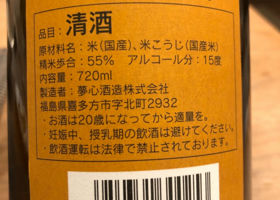 品目：清酒
原材料名：米（国産）、米こうじ（国産米）
精米歩合：55％　アルコール分：15度
内容量：720ml
製造者：夢心酒造株式会社
福島県喜多方市字北町2932
・お酒は20歳になってから適量を。
・妊娠中、授乳期の飲酒は避けてください。
・飲酒運転は法律で禁止されております。